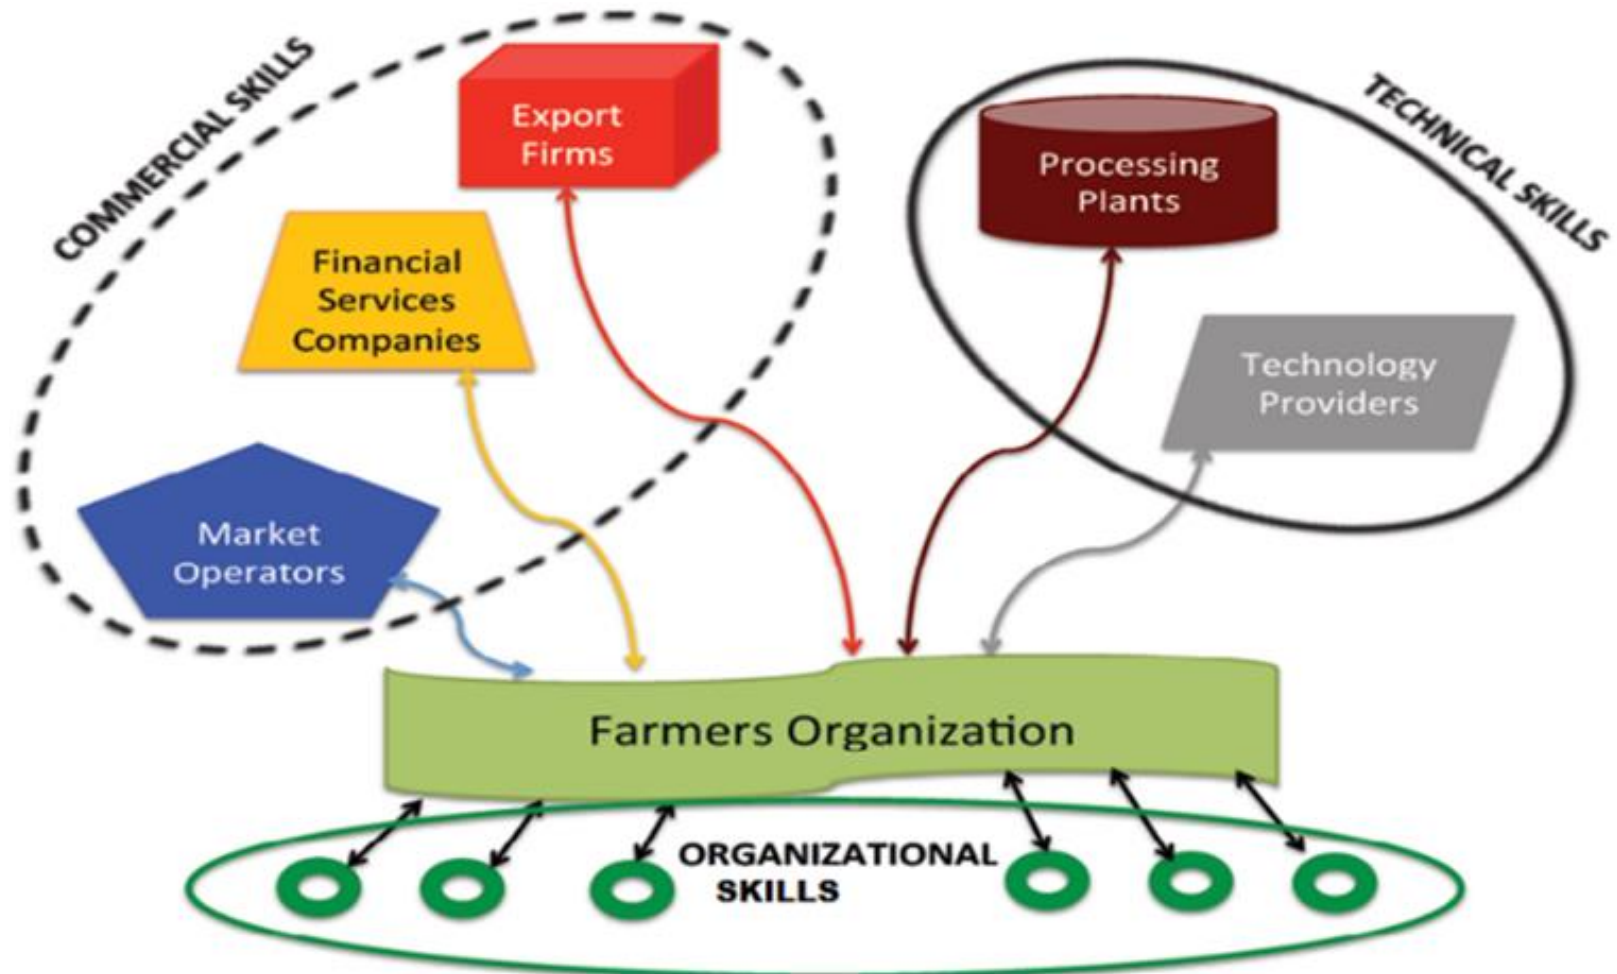 COMMERCIAL SKILLS
Export
Firms
Financial
Services
Companies
Market
Operators
TECHNICAL SKILLS
Processing
Plants
Technology
Providers
Farmers Organization
ORGANIZATIONAL
SKILLS